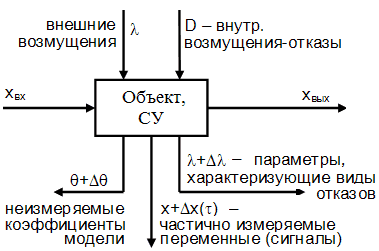 внешние
возмущения
λ
D – внутр.
возмущения-отказы
xвх
Объект,
СУ
xвых
θ+Δθ
λ+Δλ – параметры,
характеризующие виды
отказов
неизмеряемые
коэффициенты
модели
x+Δx(τ) –
частично измеряемые
переменные (сигналы)